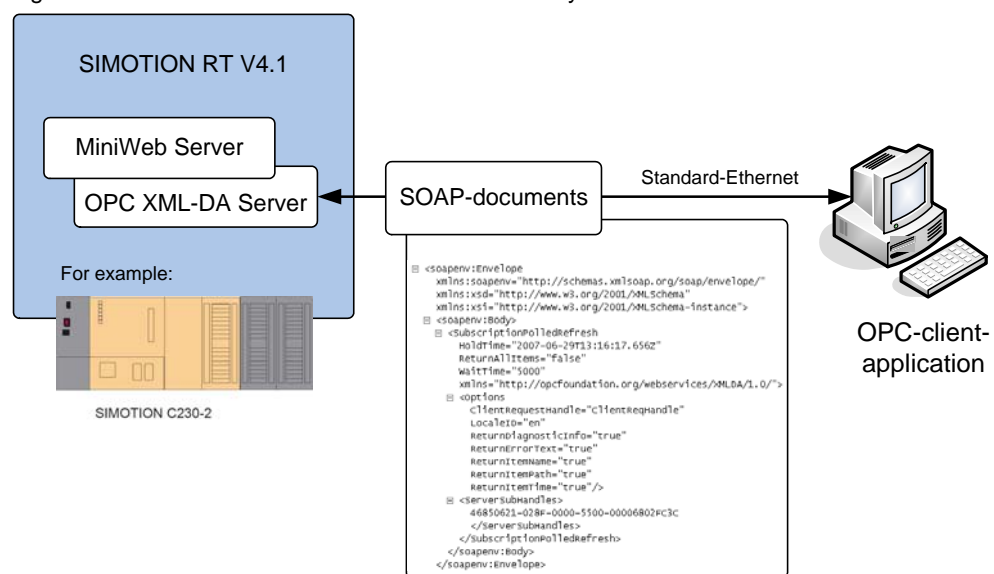 SIMOTION RT V4.1
MiniWeb Server
OPC XML-DA Server
SOAP-documents
Standard-Ethernet
For example:
SIMOTION C230-2
<soapenv:Envelope
xmlns:soapenv="http://schemas.xmlsoap.org/soap/envelope/"
xmlns:xsd="http://www.w3.org/2001/XMLSchema"
xmlns:xsi="http://www.w3.org/2001/XMLSchema-instance">
<soapenv:Body>
<SubscriptionPolledRefresh
HoldTime="2007-06-29T13:16:17.656Z"
ReturnAllItems="false"
WaitTime="5000"
xmlns="http://opcfoundation.org/webservices/XMLDA/1.0/">
<Options
ClientRequestHandle="ClientReqHandle"
LocaleID="en"
ReturnDiagnosticInfo="true"
ReturnErrorText="true"
ReturnItemName="true"
ReturnItemPath="true"
ReturnItemTime="true"/>
<ServerSubHandles>
46850621-028F-0000-5500-00006802FC3C
</ServerSubHandles>
</SubscriptionPolledRefresh>
</soapenv:Body>
</soapenv:Envelope>
OPC-client-
application